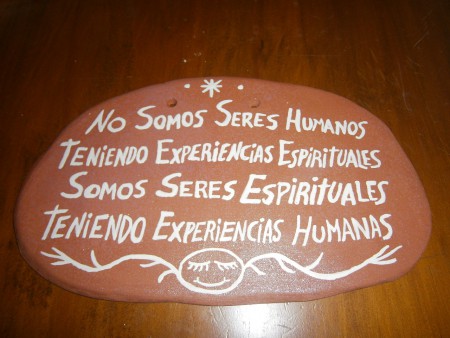 No Somos Seres Humanos
Teniendo Experiencias Espirituales
Somos Seres Espirituales
Teniendo Experiencias Humanas